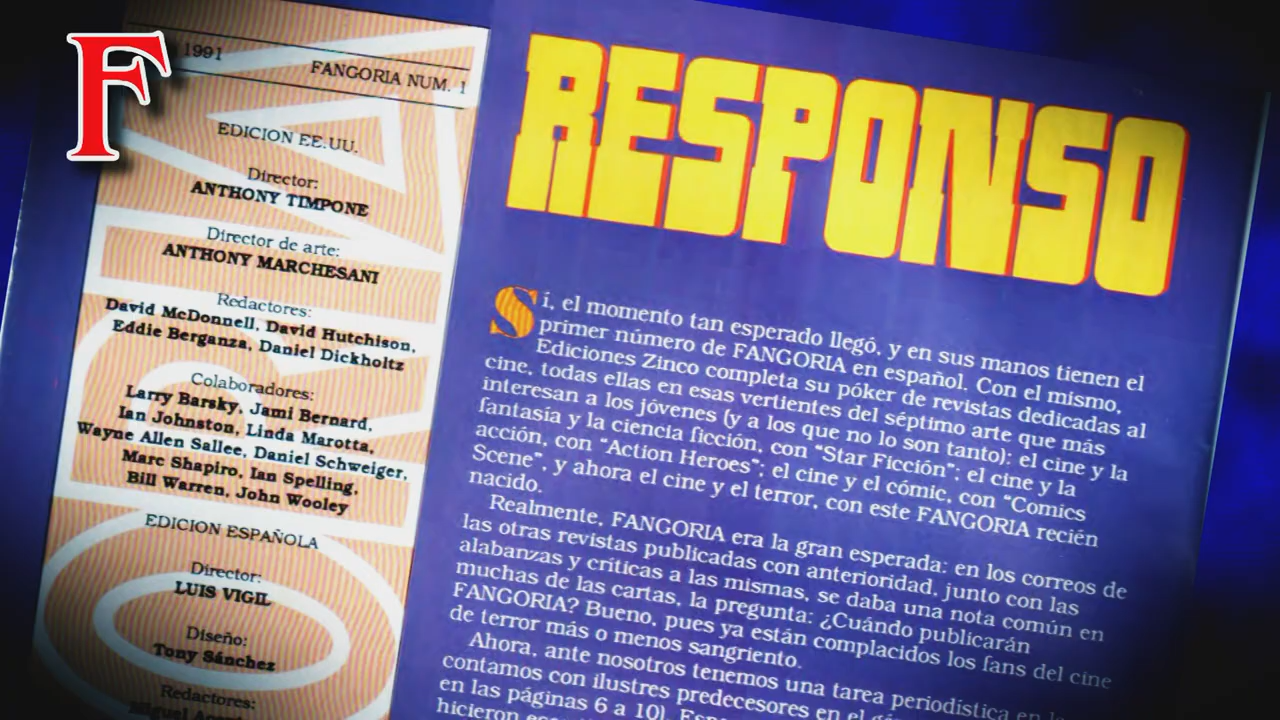 F
1991
FANGORIA NUM. 1
EDICION EE.UU.
Director:
ANTHONY TIMPONE
Director de arte:
ANTHONY MARCHESANI
Redactores:
David McDonnell, David Hutchison,
Eddie Berganza, Daniel Dickholtz
Colaboradores:
Larry Barsky, Jami Bernard,
Ian Johnston, Linda Marotta,
Wayne Allen Sallee, Daniel Schweiger,
Marc Shapiro, Ian Spelling,
Bill Warren, John Wooley
EDICION ESPAÑOLA
Director:
LUIS VIGIL
Diseño:
Tony Sánchez
Redactores:
Miguel
RESPONSO
Sí, el momento tan esperado llegó, y en sus manos tienen el
primer número de FANGORIA en español. Con el mismo,
Ediciones Zinco completa su póker de revistas dedicadas al
cine, todas ellas en esas vertientes del séptimo arte que más
interesan a los jóvenes (y a los que no lo son tanto): el cine y la
fantasía y la ciencia ficción, con "Star Ficción"; el cine y la
acción, con "Action Heroes"; el cine y el cómic, con "Comics
Scene", y ahora el cine y el terror, con este FANGORIA recién
nacido.
Realmente, FANGORIA era la gran esperada: en los correos de
las otras revistas publicadas con anterioridad, junto con las
alabanzas y críticas a las mismas, se daba una nota común en
muchas de las cartas, la pregunta: ¿Cuándo publicarán
FANGORIA? Bueno, pues ya están complacidos los fans del cine
de terror más o menos sangriento.
Ahora, ante nosotros tenemos una tarea periodística en la
contamos con ilustres predecesores en el
en las páginas 6 a 10).
hicieron